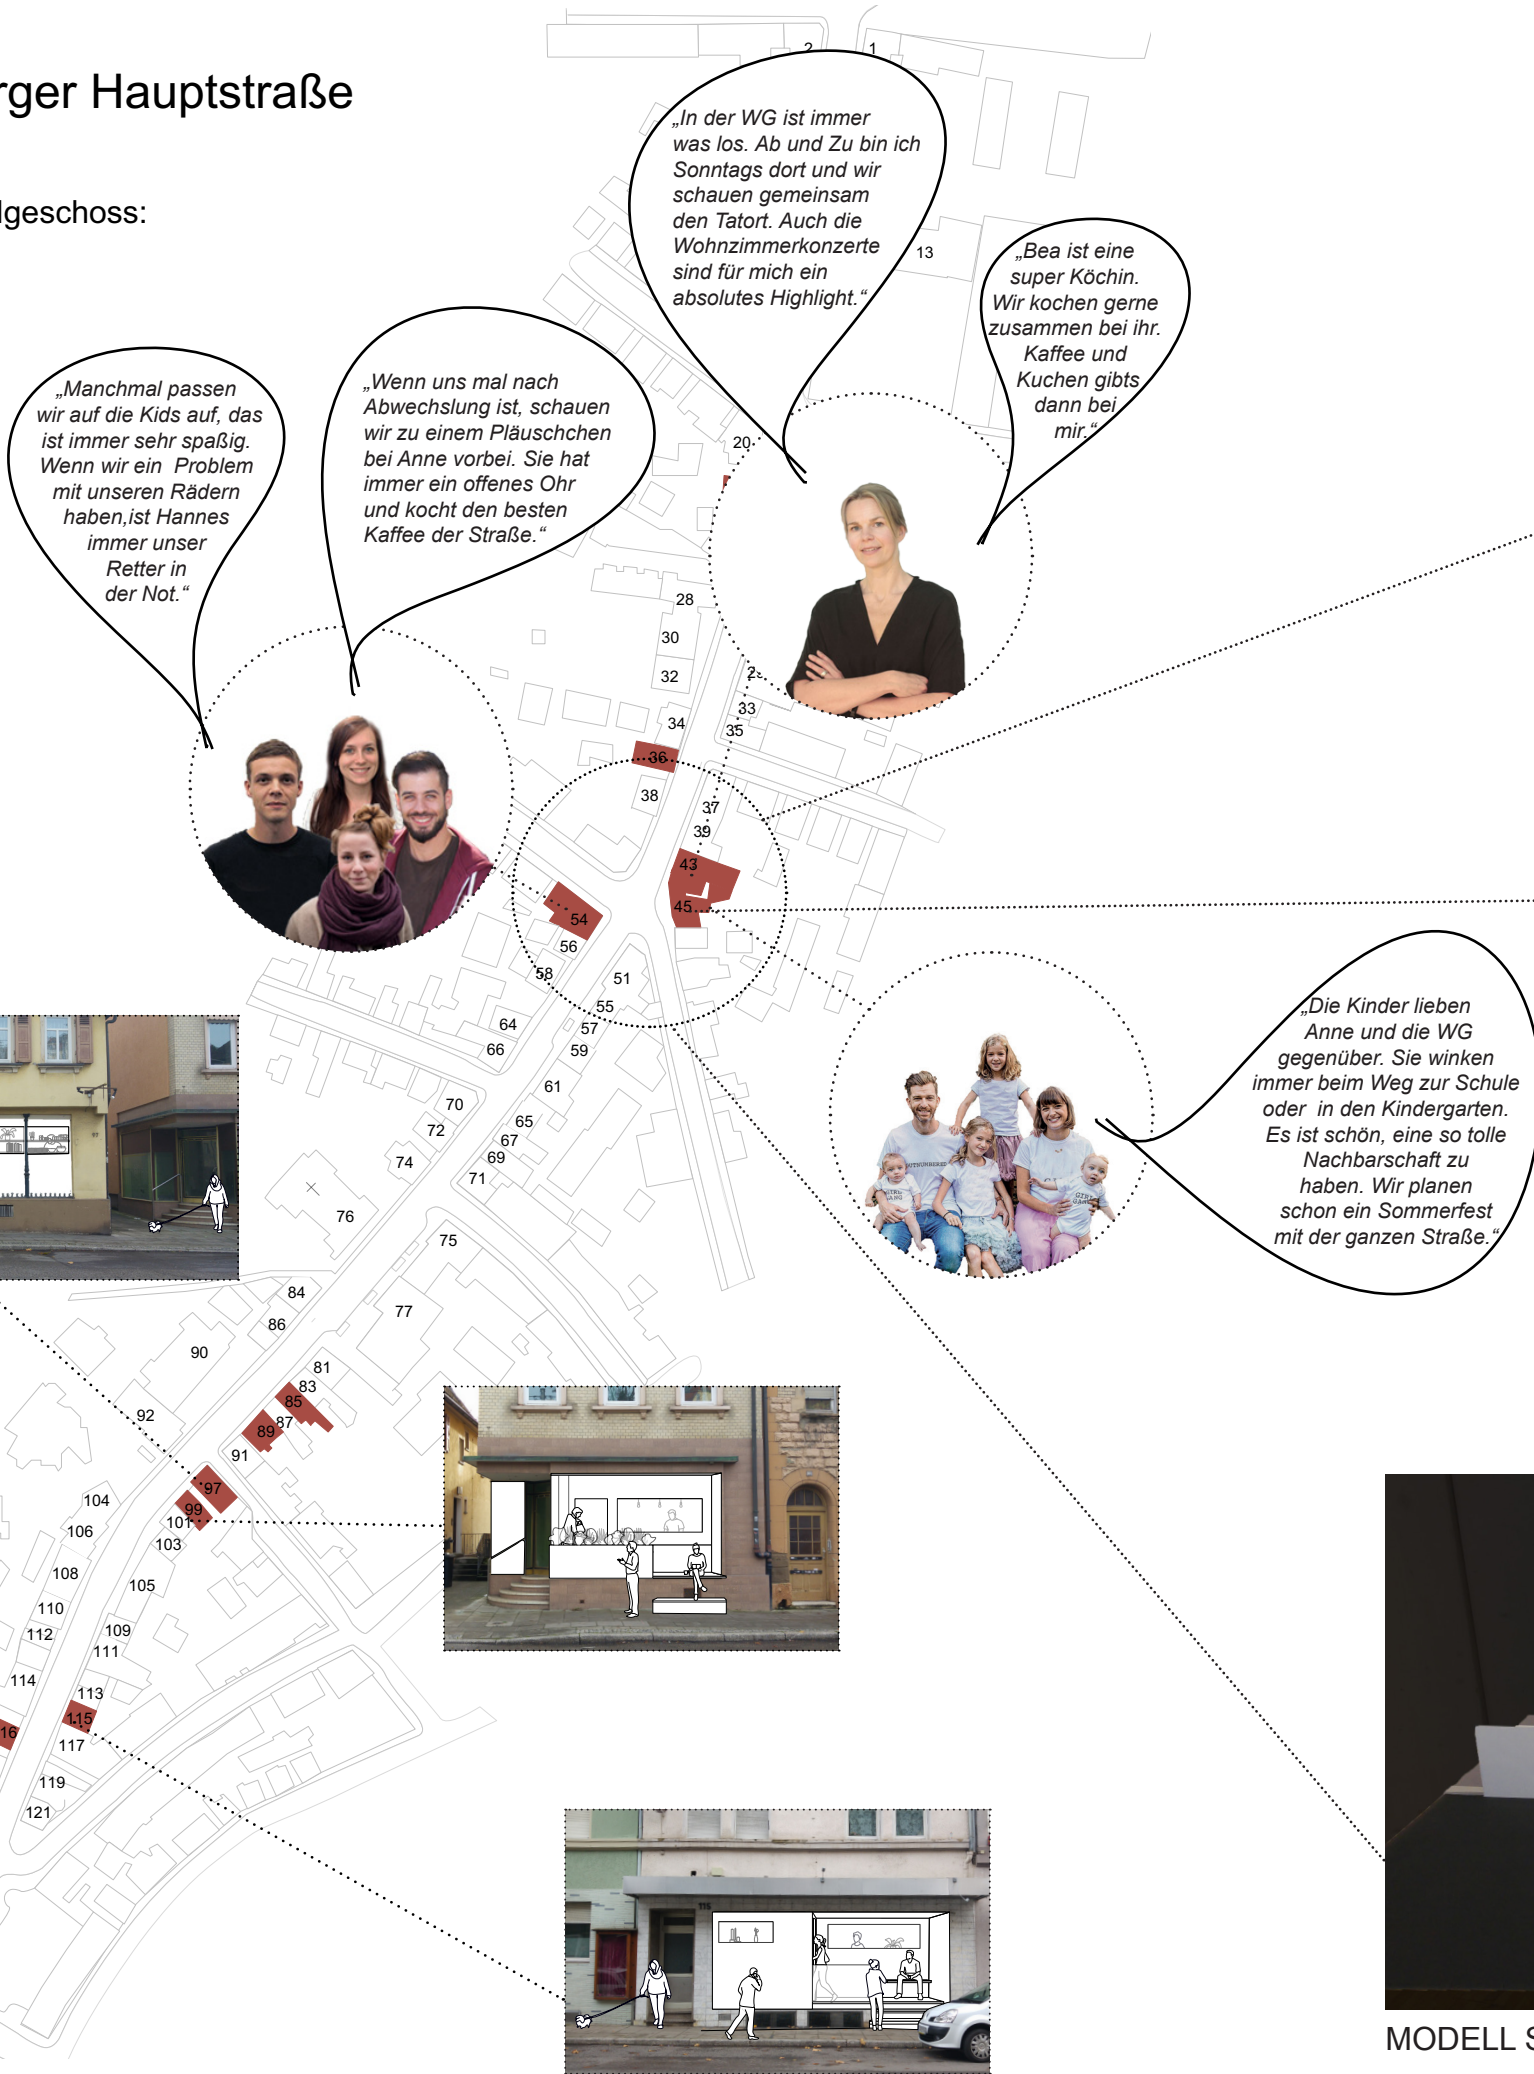 rger Hauptstraße
lgeschoss:
„In der WG ist immer
was los. Ab und Zu bin ich
Sonntags dort und wir
schauen gemeinsam
den Tatort. Auch die
Wohnzimmerkonzerte
sind für mich ein
absolutes Highlight.“
„Bea ist eine
super Köchin.
Wir kochen gerne
zusammen bei ihr.
Kaffee und
Kuchen gibts
dann bei
mir.“
„Manchmal passen
wir auf die Kids auf, das
ist immer sehr spaßig.
Wenn wir ein  Problem
mit unseren Rädern
haben,ist Hannes
immer unser
Retter in
der Not.“
„Wenn uns mal nach
Abwechslung ist, schauen
wir zu einem Pläuschchen
bei Anne vorbei. Sie hat
immer ein offenes Ohr
und kocht den besten
Kaffee der Straße.“
„Die Kinder lieben
Anne und die WG
gegenüber. Sie winken
immer beim Weg zur Schule
oder  in den Kindergarten.
Es ist schön, eine so tolle
Nachbarschaft zu
haben. Wir planen
schon ein Sommerfest
mit der ganzen Straße.“
2
1
13
20
28
30
32
33
34
35
36
38
37
39
43
45
54
56
58
51
55
57
59
64
66
61
70
72
65
67
69
71
74
76
75
84
86
77
90
81
83
85
87
89
92
91
97
99
101
103
104
106
108
105
110
112
109
111
114
113
115
16
117
119
121
115
OUTNUMBERED
GIRL
GANG
GIRL
GANG
MODELL S